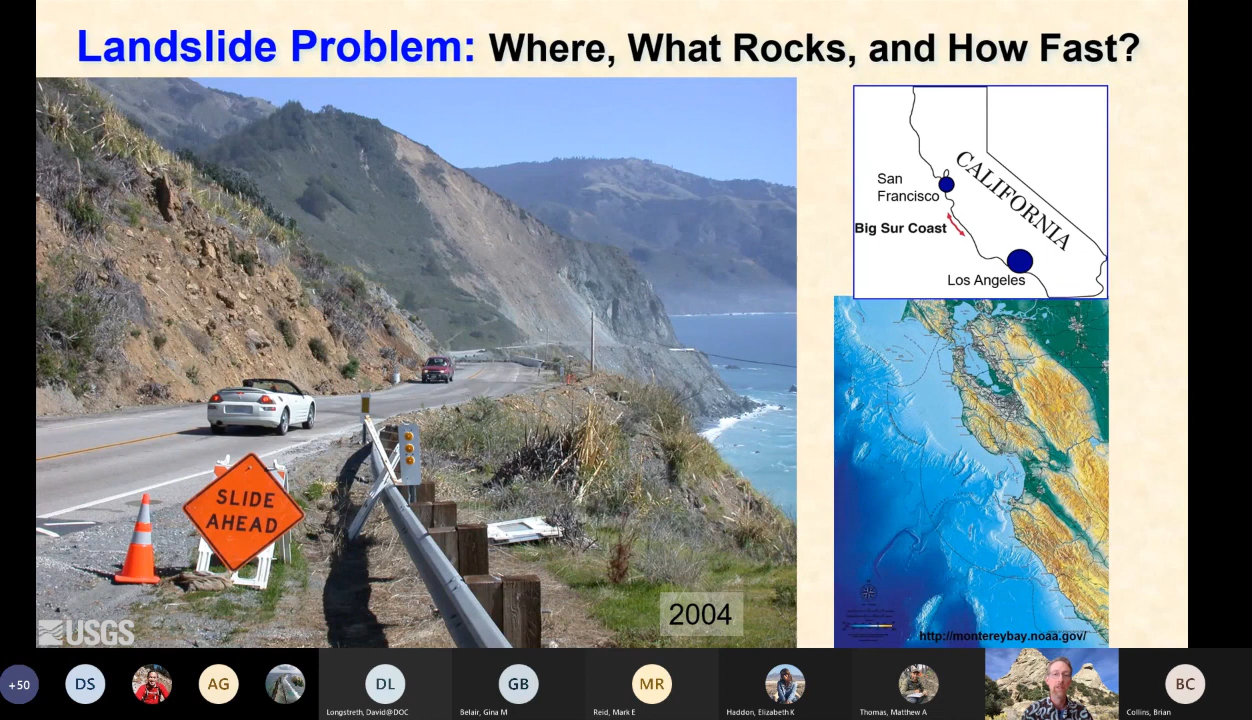 Landslide Problem: Where, What Rocks, and How Fast?
San
Francisco
CALIFORNIA
Big Sur Coast
Los Angeles
SLIDE
AHEAD
2004
USGS
http://montereybay.noaa.gov/
+50
DS
AG
DL
GB
MR
BC
Longstreth, David@DOC
Belair, Gina M
Reid, Mark E
Haddon, Elizabeth K
Thomas, Matthew A
Collins, Brian